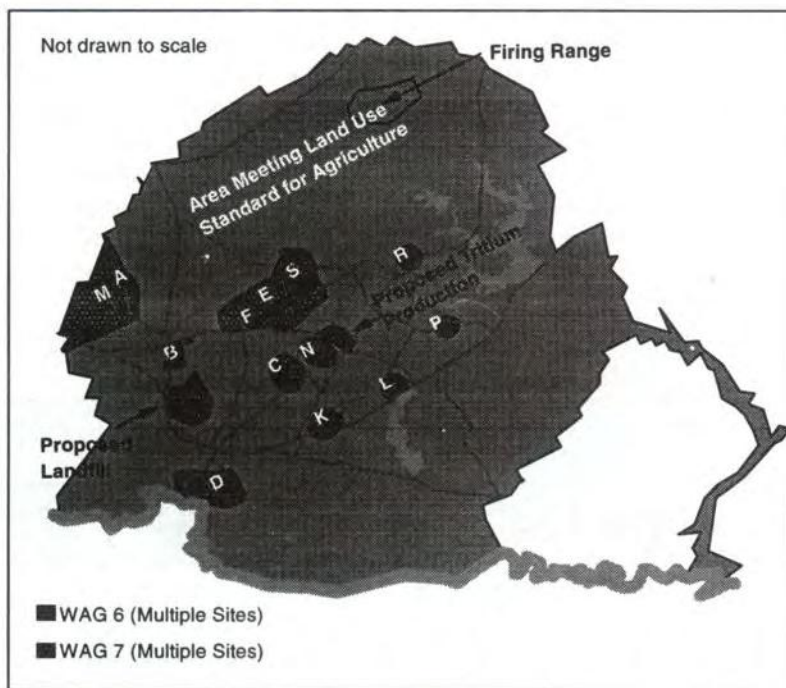 Not drawn to scale
Firing Range
Area Meeting Land Use
Standard for Agriculture
R
S
E
F
A
M
Proposed Tritium
Production
P
B
N
C
L
K
Proposed
Landfill
D
WAG 6 (Multiple Sites)
WAG 7 (Multiple Sites)